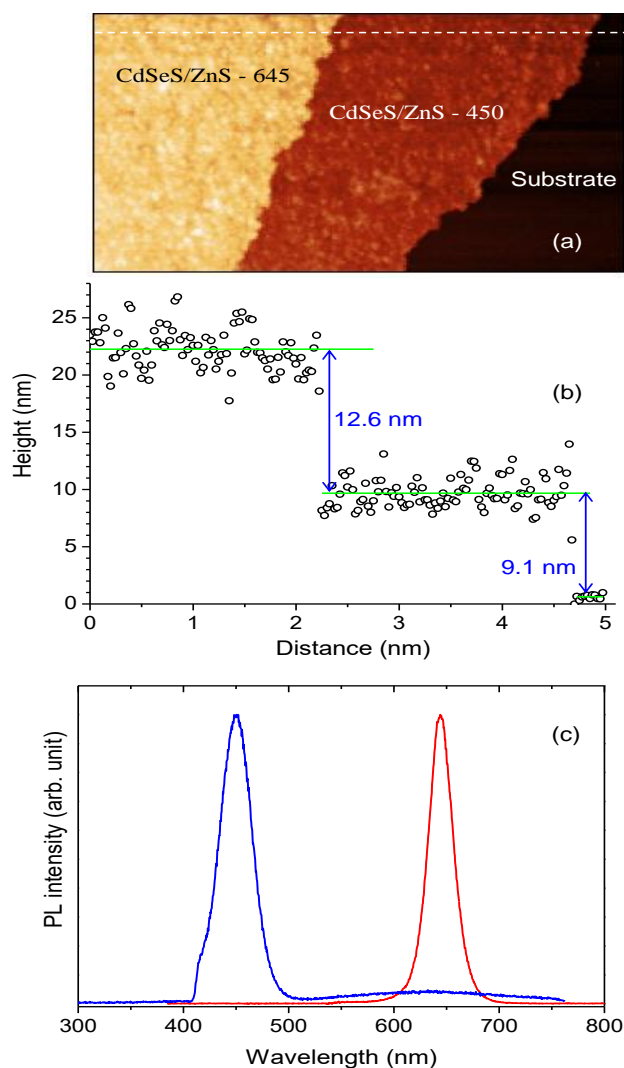 CdSeS/ZnS - 645
CdSeS/ZnS - 450
Substrate
(a)
Height (nm)
25
20
15
10
5
0
(b)
12.6 nm
9.1 nm
0 1 2 3 4 5
Distance (nm)
PL intensity (arb. unit)
(c)
300 400 500 600 700 800
Wavelength (nm)